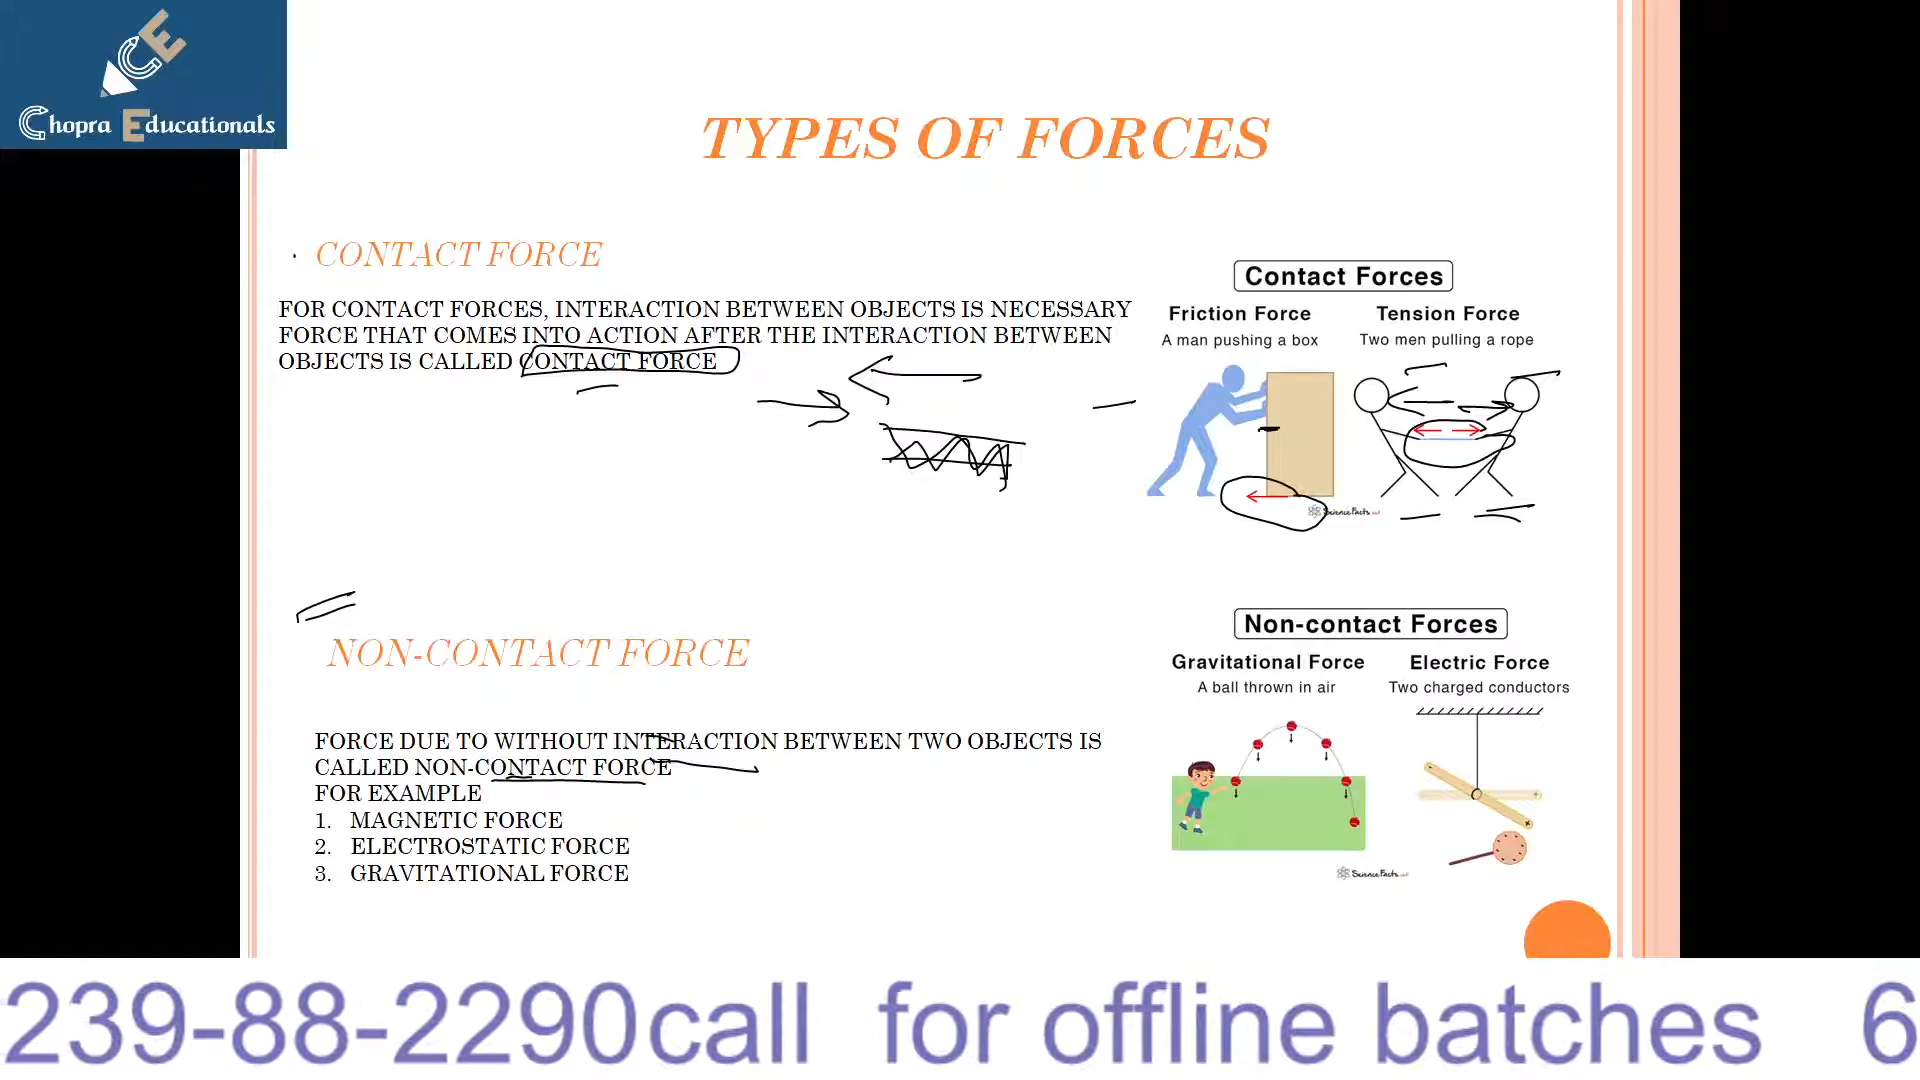 Chopra Educationals
TYPES OF FORCES
· CONTACT FORCE
FOR CONTACT FORCES, INTERACTION BETWEEN OBJECTS IS NECESSARY
FORCE THAT COMES INTO ACTION AFTER THE INTERACTION BETWEEN
OBJECTS IS CALLED CONTACT FORCE
Contact Forces
Friction Force
A man pushing a box
Tension Force
Two men pulling a rope
ScienceFacts.net
NON-CONTACT FORCE
FORCE DUE TO WITHOUT INTERACTION BETWEEN TWO OBJECTS IS
CALLED NON-CONTACT FORCE
FOR EXAMPLE
1. MAGNETIC FORCE
2. ELECTROSTATIC FORCE
3. GRAVITATIONAL FORCE
Non-contact Forces
Gravitational Force
A ball thrown in air
Electric Force
Two charged conductors
ScienceFacts.net
239-88-2290call for offline batches 6